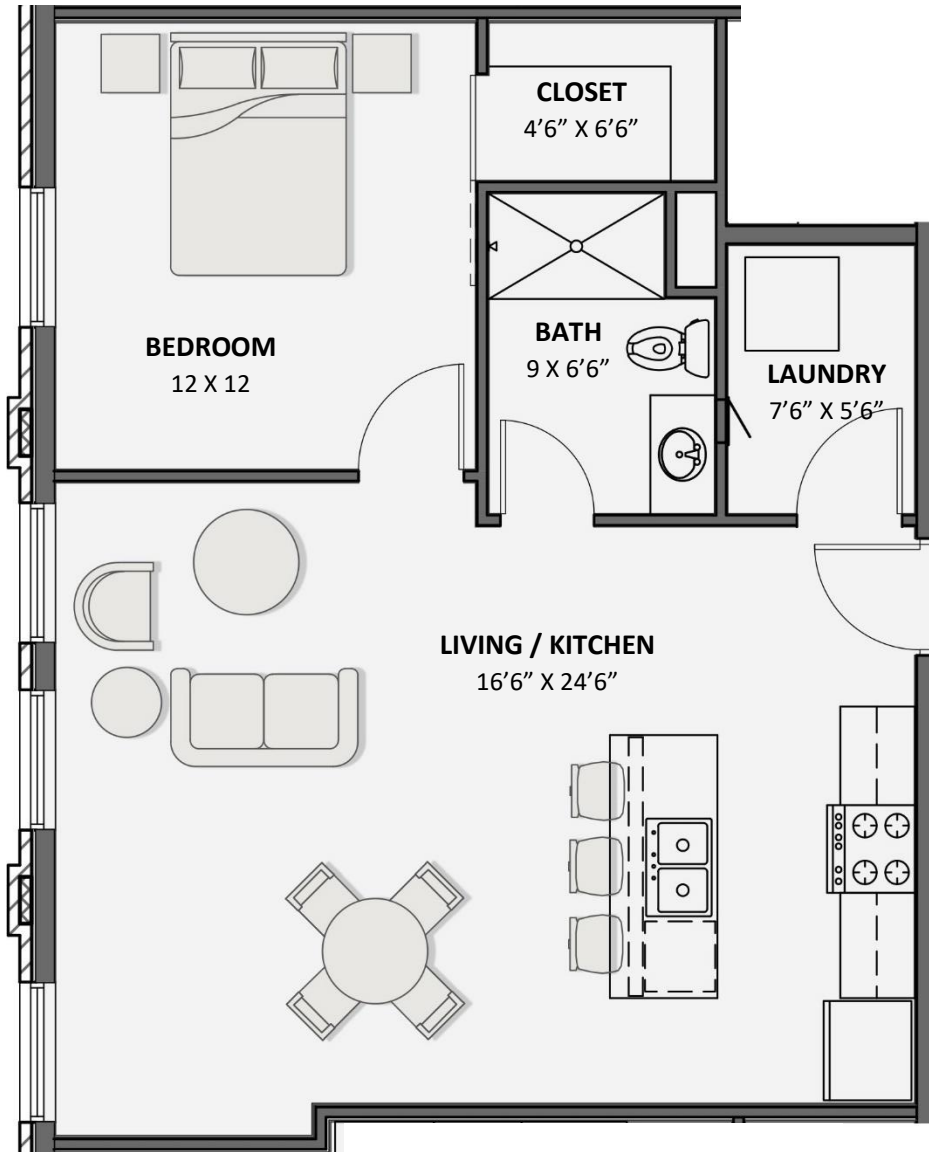 CLOSET
4’6” X 6’6”
BEDROOM
12 X 12
BATH
9 X 6’6”
LAUNDRY
7’6” X 5’6”
LIVING / KITCHEN
16’6” X 24’6”